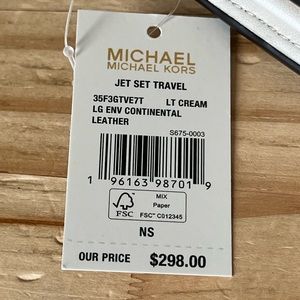 MICHAEL
MICHAEL KORS
JET SET TRAVEL
35F3GTVE7T LT CREAM
LG ENV CONTINENTAL
LEATHER
S675-0003
1 96163 98701 9
FSC
MIX
Paper
FSC™ C012345
NS
OUR PRICE $298.00